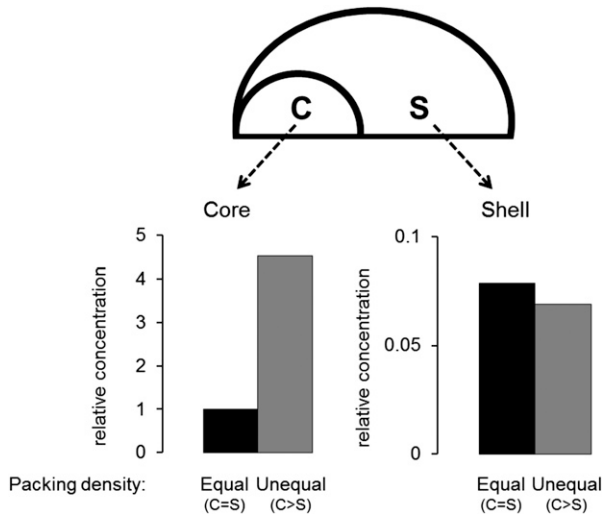 C
S
Core
Shell
relative concentration
5
4
3
2
1
0
relative concentration
0.1
0.05
0
Packing density:
Equal Unequal
(C=S) (C>S)
Equal Unequal
(C=S) (C>S)